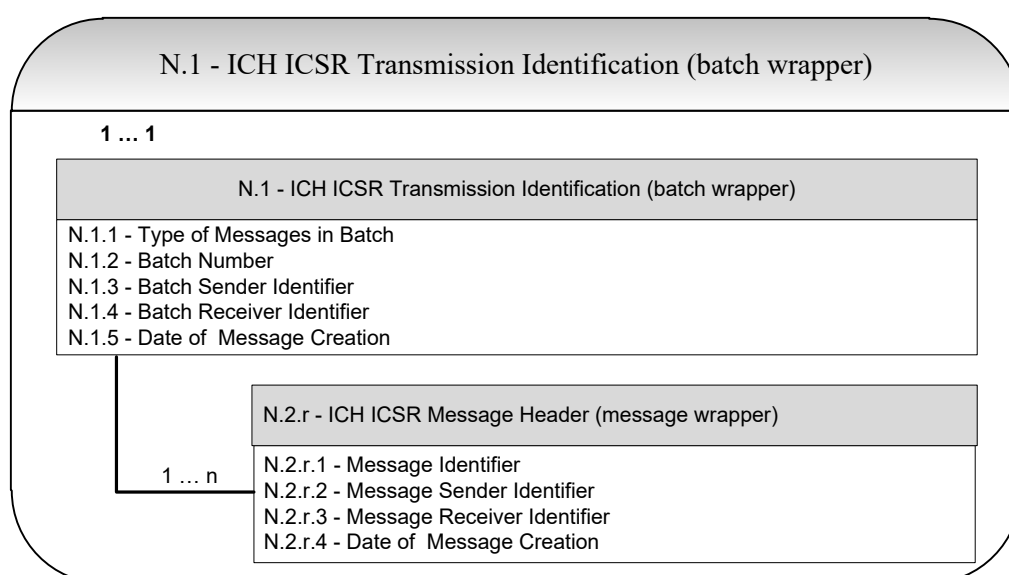 N.1 - ICH ICSR Transmission Identification (batch wrapper)
1 … 1
N.1 - ICH ICSR Transmission Identification (batch wrapper)
N.1.1 - Type of Messages in Batch
N.1.2 - Batch Number
N.1.3 - Batch Sender Identifier
N.1.4 - Batch Receiver Identifier
N.1.5 - Date of  Message Creation
N.2.r - ICH ICSR Message Header (message wrapper)
1 … n
N.2.r.1 - Message Identifier
N.2.r.2 - Message Sender Identifier
N.2.r.3 - Message Receiver Identifier
N.2.r.4 - Date of  Message Creation